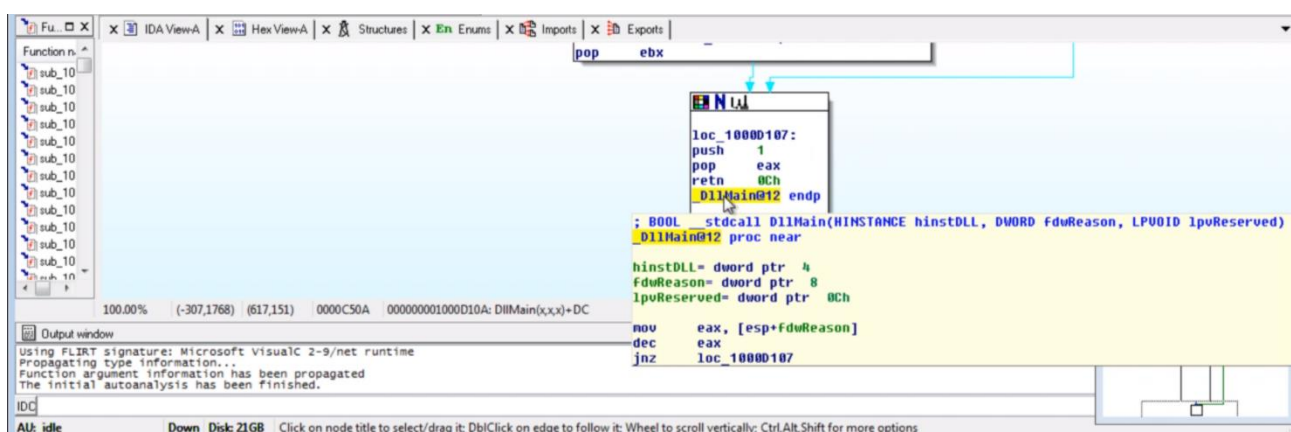 Fu...
IDA View-A
Hex View-A
Structures
En Enums
Imports
Exports
Function n
sub_10
sub_10
sub_10
sub_10
sub_10
sub_10
sub_10
sub_10
sub_10
sub_10
sub_10
sub_10
sub_10
pop ebx
N
loc_1000D107:
push 1
pop eax
retn 0Ch
_DllMain@12 endp
; BOOL __stdcall DllMain(HINSTANCE hinstDLL, DWORD fdwReason, LPVOID lpvReserved)
_DllMain@12 proc near
hinstDLL= dword ptr 4
fdwReason= dword ptr 8
lpvReserved= dword ptr 0Ch
mov eax, [esp+fdwReason]
dec eax
jnz loc_1000D107
100.00% (-307,1768) (617,151) 0000C50A 000000001000D10A: DllMain(x,x,x)+DC
Output window
Using FLIRT signature: Microsoft VisualC 2-9/net runtime
Propagating type information...
Function argument information has been propagated
The initial autoanalysis has been finished.
IDC
AU: idle Down Disk: 21GB Click on node title to select/drag it; DblClick on edge to follow it; Wheel to scroll vertically; Ctrl,Alt,Shift for more options